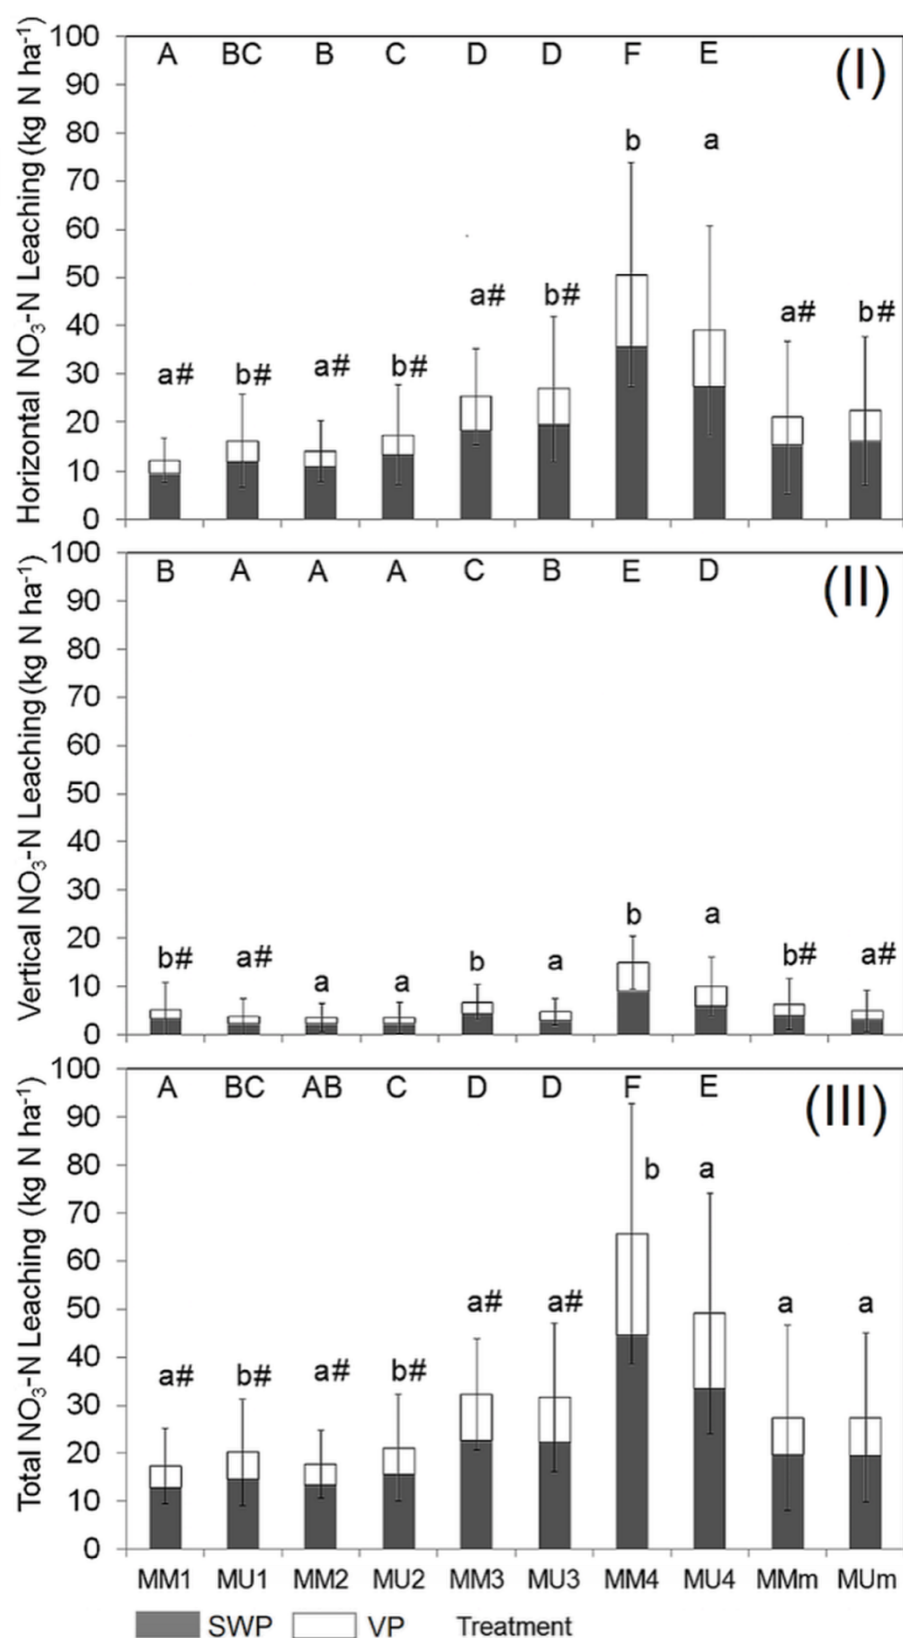 Horizontal NO₃-N Leaching (kg N ha⁻¹)
100
90
80
70
60
50
40
30
20
10
0
A BC B C D D F E
(I)
a# b# a# b# a# b# b a a# b#
Vertical NO₃-N Leaching (kg N ha⁻¹)
100
90
80
70
60
50
40
30
20
10
0
B A A A C B E D
(II)
b# a# a a b a b a b# a#
Total NO₃-N Leaching (kg N ha⁻¹)
100
90
80
70
60
50
40
30
20
10
0
A BC AB C D D F E
(III)
a# b# a# b# a# a# b a a a
MM1 MU1 MM2 MU2 MM3 MU3 MM4 MU4 MMm MUm
SWP VP Treatment